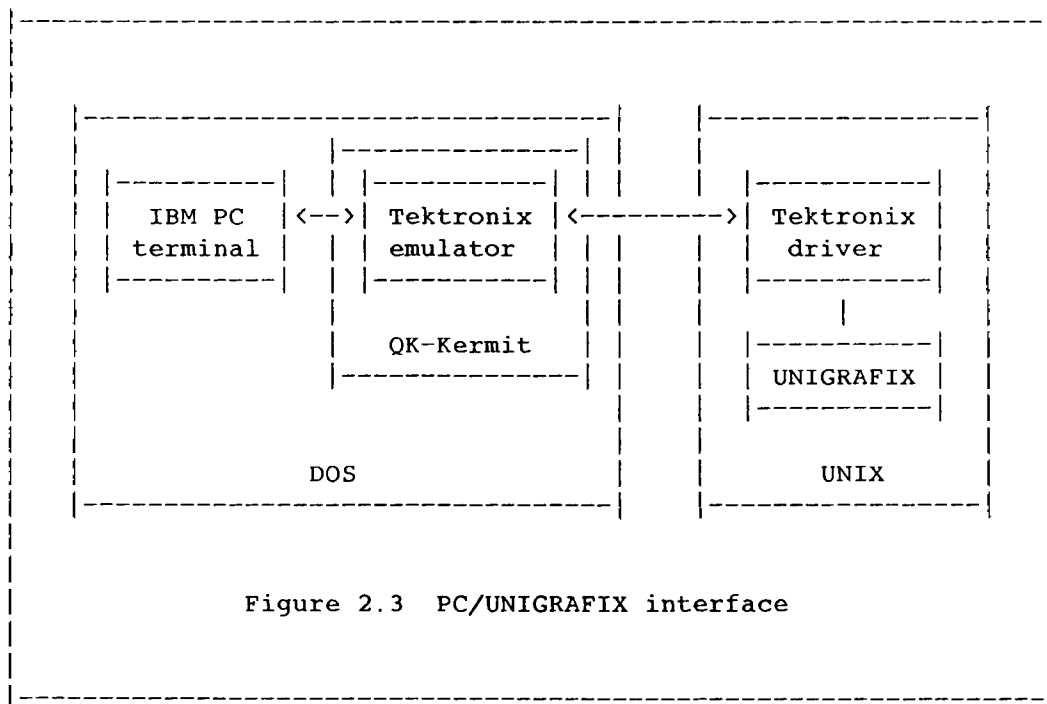 IBM PC
terminal
Tektronix
emulator
QK-Kermit
DOS
Tektronix
driver
UNIGRAFIX
UNIX
Figure 2.3 PC/UNIGRAFIX interface